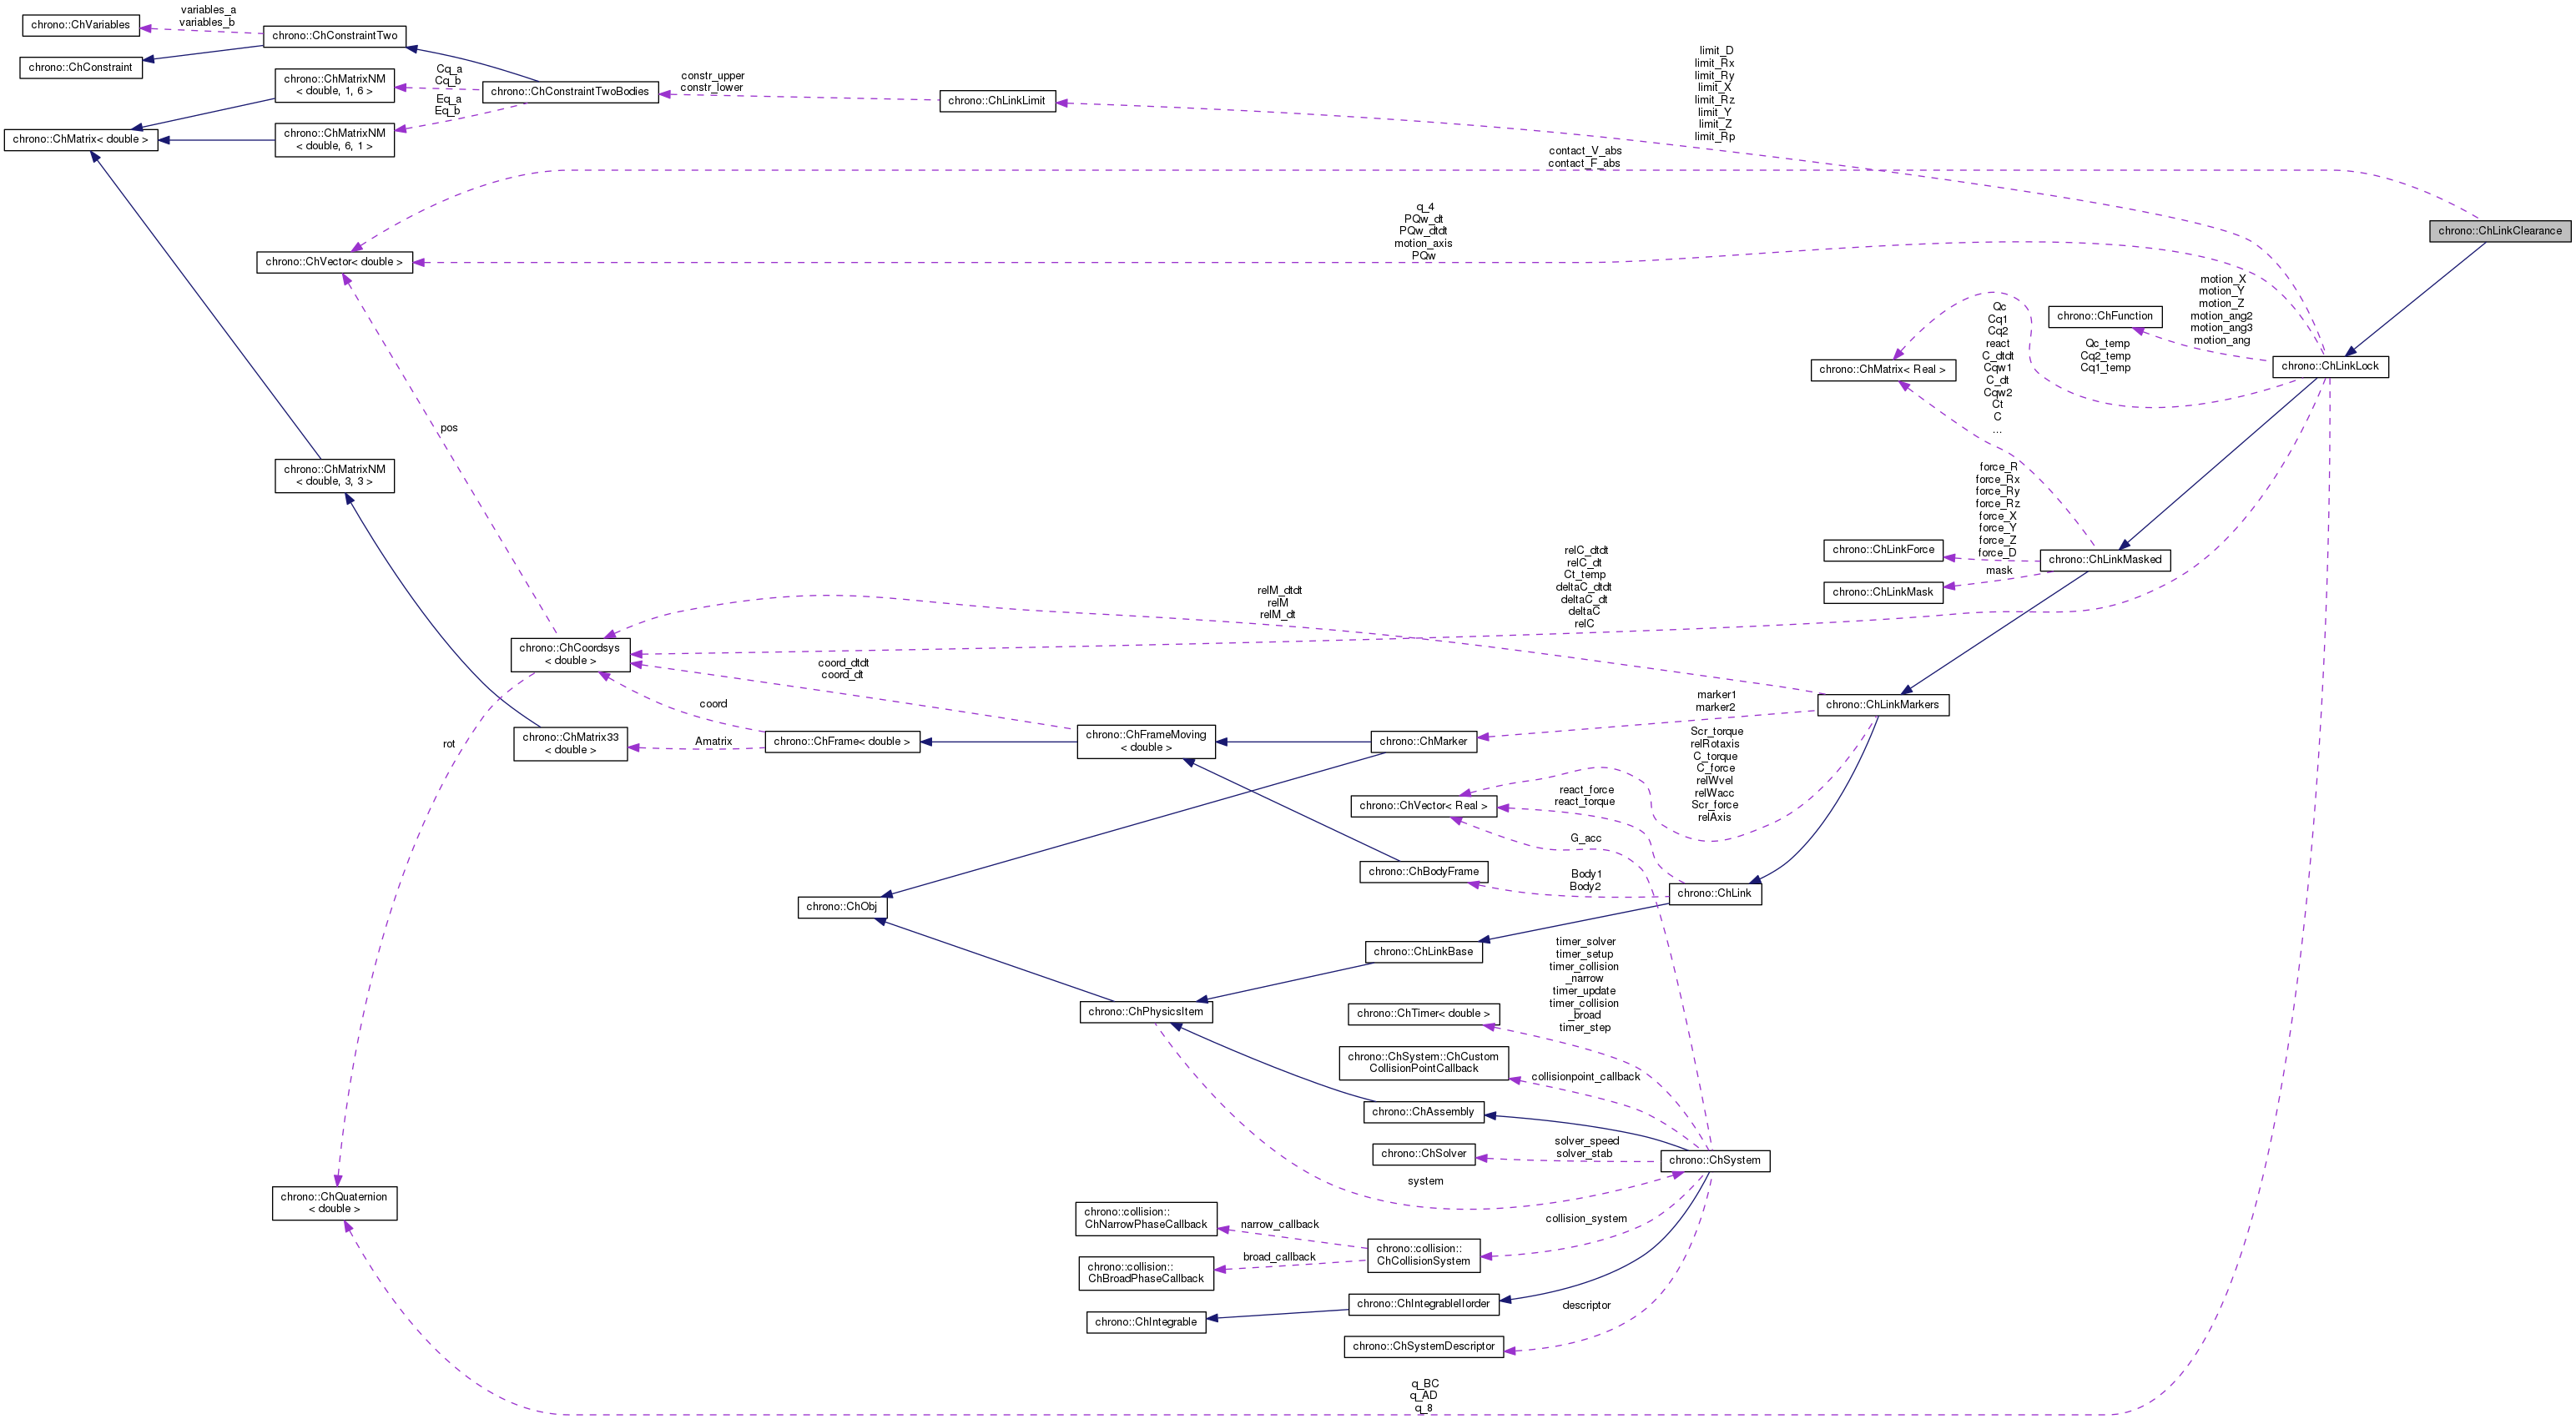 variables_a
variables_b
chrono::ChVariables
chrono::ChConstraintTwo
chrono::ChConstraint
chrono::ChMatrixNM
< double, 1, 6 >
Cq_a
Cq_b
Eq_a
Eq_b
chrono::ChConstraintTwoBodies
constr_upper
constr_lower
chrono::ChLinkLimit
limit_D
limit_Rx
limit_Ry
limit_X
limit_Rz
limit_Y
limit_Z
limit_Rp
chrono::ChMatrix< double >
chrono::ChMatrixNM
< double, 6, 1 >
contact_V_abs
contact_F_abs
chrono::ChLinkClearance
q_4
PQw_dt
PQw_dtdt
motion_axis
PQw
chrono::ChVector< double >
motion_X
motion_Y
motion_Z
motion_ang2
motion_ang3
motion_ang
chrono::ChFunction
Qc
Cq1
Cq2
react
C_dtdt
Cqw1
C_dt
Cqw2
Ct
C
...
Qc_temp
Cq2_temp
Cq1_temp
chrono::ChMatrix< Real >
chrono::ChLinkLock
pos
chrono::ChMatrixNM
< double, 3, 3 >
force_R
force_Rx
force_Ry
force_Rz
force_X
force_Y
force_Z
force_D
chrono::ChLinkForce
mask
chrono::ChLinkMasked
chrono::ChLinkMask
relC_dtdt
relC_dt
Ct_temp
deltaC_dtdt
deltaC_dt
deltaC
relC
relM_dtdt
relM
relM_dt
chrono::ChCoordsys
< double >
coord_dtdt
coord_dt
coord
chrono::ChLinkMarkers
marker1
marker2
rot
chrono::ChMatrix33
< double >
Amatrix
chrono::ChFrame< double >
chrono::ChFrameMoving
< double >
chrono::ChMarker
Scr_torque
relRotaxis
C_torque
C_force
relWvel
relWacc
Scr_force
relAxis
chrono::ChVector< Real >
react_force
react_torque
G_acc
chrono::ChBodyFrame
Body1
Body2
chrono::ChLink
chrono::ChObj
chrono::ChLinkBase
timer_solver
timer_setup
timer_collision
_narrow
timer_update
timer_collision
_broad
timer_step
chrono::ChPhysicsItem
chrono::ChTimer< double >
chrono::ChSystem::ChCustom
CollisionPointCallback
collisionpoint_callback
chrono::ChAssembly
chrono::ChSolver
solver_speed
solver_stab
chrono::ChSystem
system
chrono::ChQuaternion
< double >
chrono::collision::
ChNarrowPhaseCallback
narrow_callback
collision_system
chrono::collision::
ChCollisionSystem
chrono::collision::
ChBroadPhaseCallback
broad_callback
chrono::ChIntegrableIIorder
descriptor
chrono::ChIntegrable
chrono::ChSystemDescriptor
q_BC
q_AD
q_8